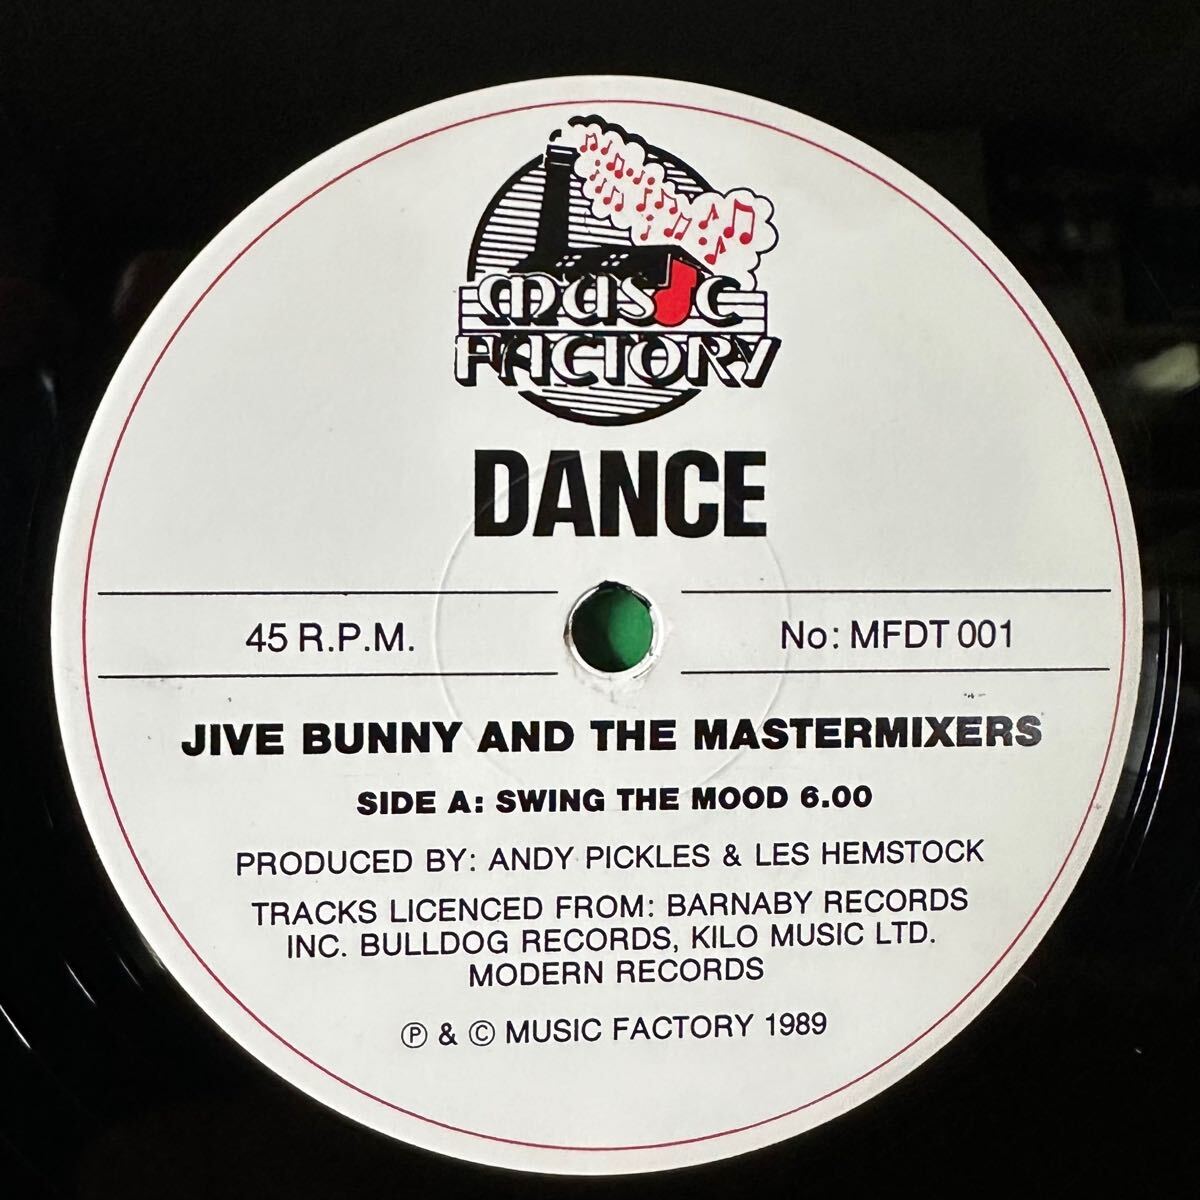 MUSIC
FACTORY
DANCE
45 R.P.M.
No: MFDT 001
JIVE BUNNY AND THE MASTERMIXERS
SIDE A: SWING THE MOOD 6.00
PRODUCED BY: ANDY PICKLES & LES HEMSTOCK
TRACKS LICENCED FROM: BARNABY RECORDS
INC. BULLDOG RECORDS, KILO MUSIC LTD.
MODERN RECORDS
Ⓟ & © MUSIC FACTORY 1989